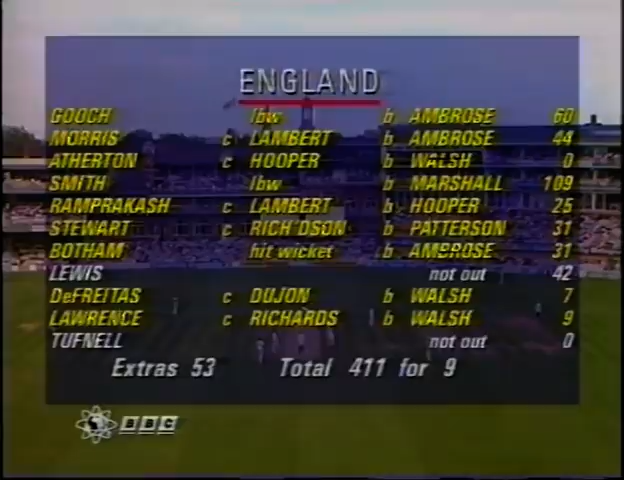 ENGLAND
GOOCH lbw b AMBROSE 60
MORRIS c LAMBERT b AMBROSE 44
ATHERTON c HOOPER b WALSH 0
SMITH lbw b MARSHALL 109
RAMPRAKASH c LAMBERT b HOOPER 25
STEWART c RICH'DSON b PATTERSON 31
BOTHAM hit wicket b AMBROSE 31
LEWIS not out 42
DeFREITAS c DUJON b WALSH 7
LAWRENCE c RICHARDS b WALSH 9
TUFNELL not out 0
Extras 53 Total 411 for 9
BBC